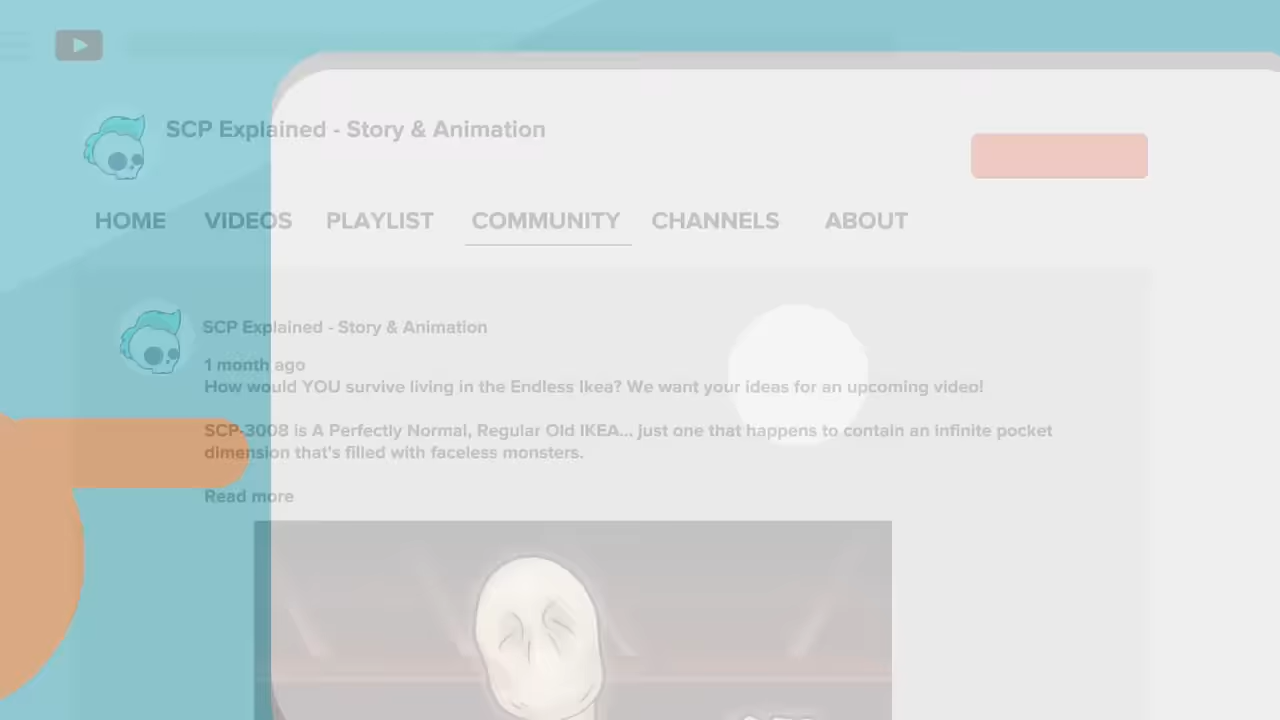 SCP Explained - Story & Animation
HOME VIDEOS PLAYLIST COMMUNITY CHANNELS ABOUT
SCP Explained - Story & Animation
1 month ago
How would YOU survive living in the Endless Ikea? We want your ideas for an upcoming video!
SCP-3008 is A Perfectly Normal, Regular Old IKEA... just one that happens to contain an infinite pocket
dimension that's filled with faceless monsters.
Read more